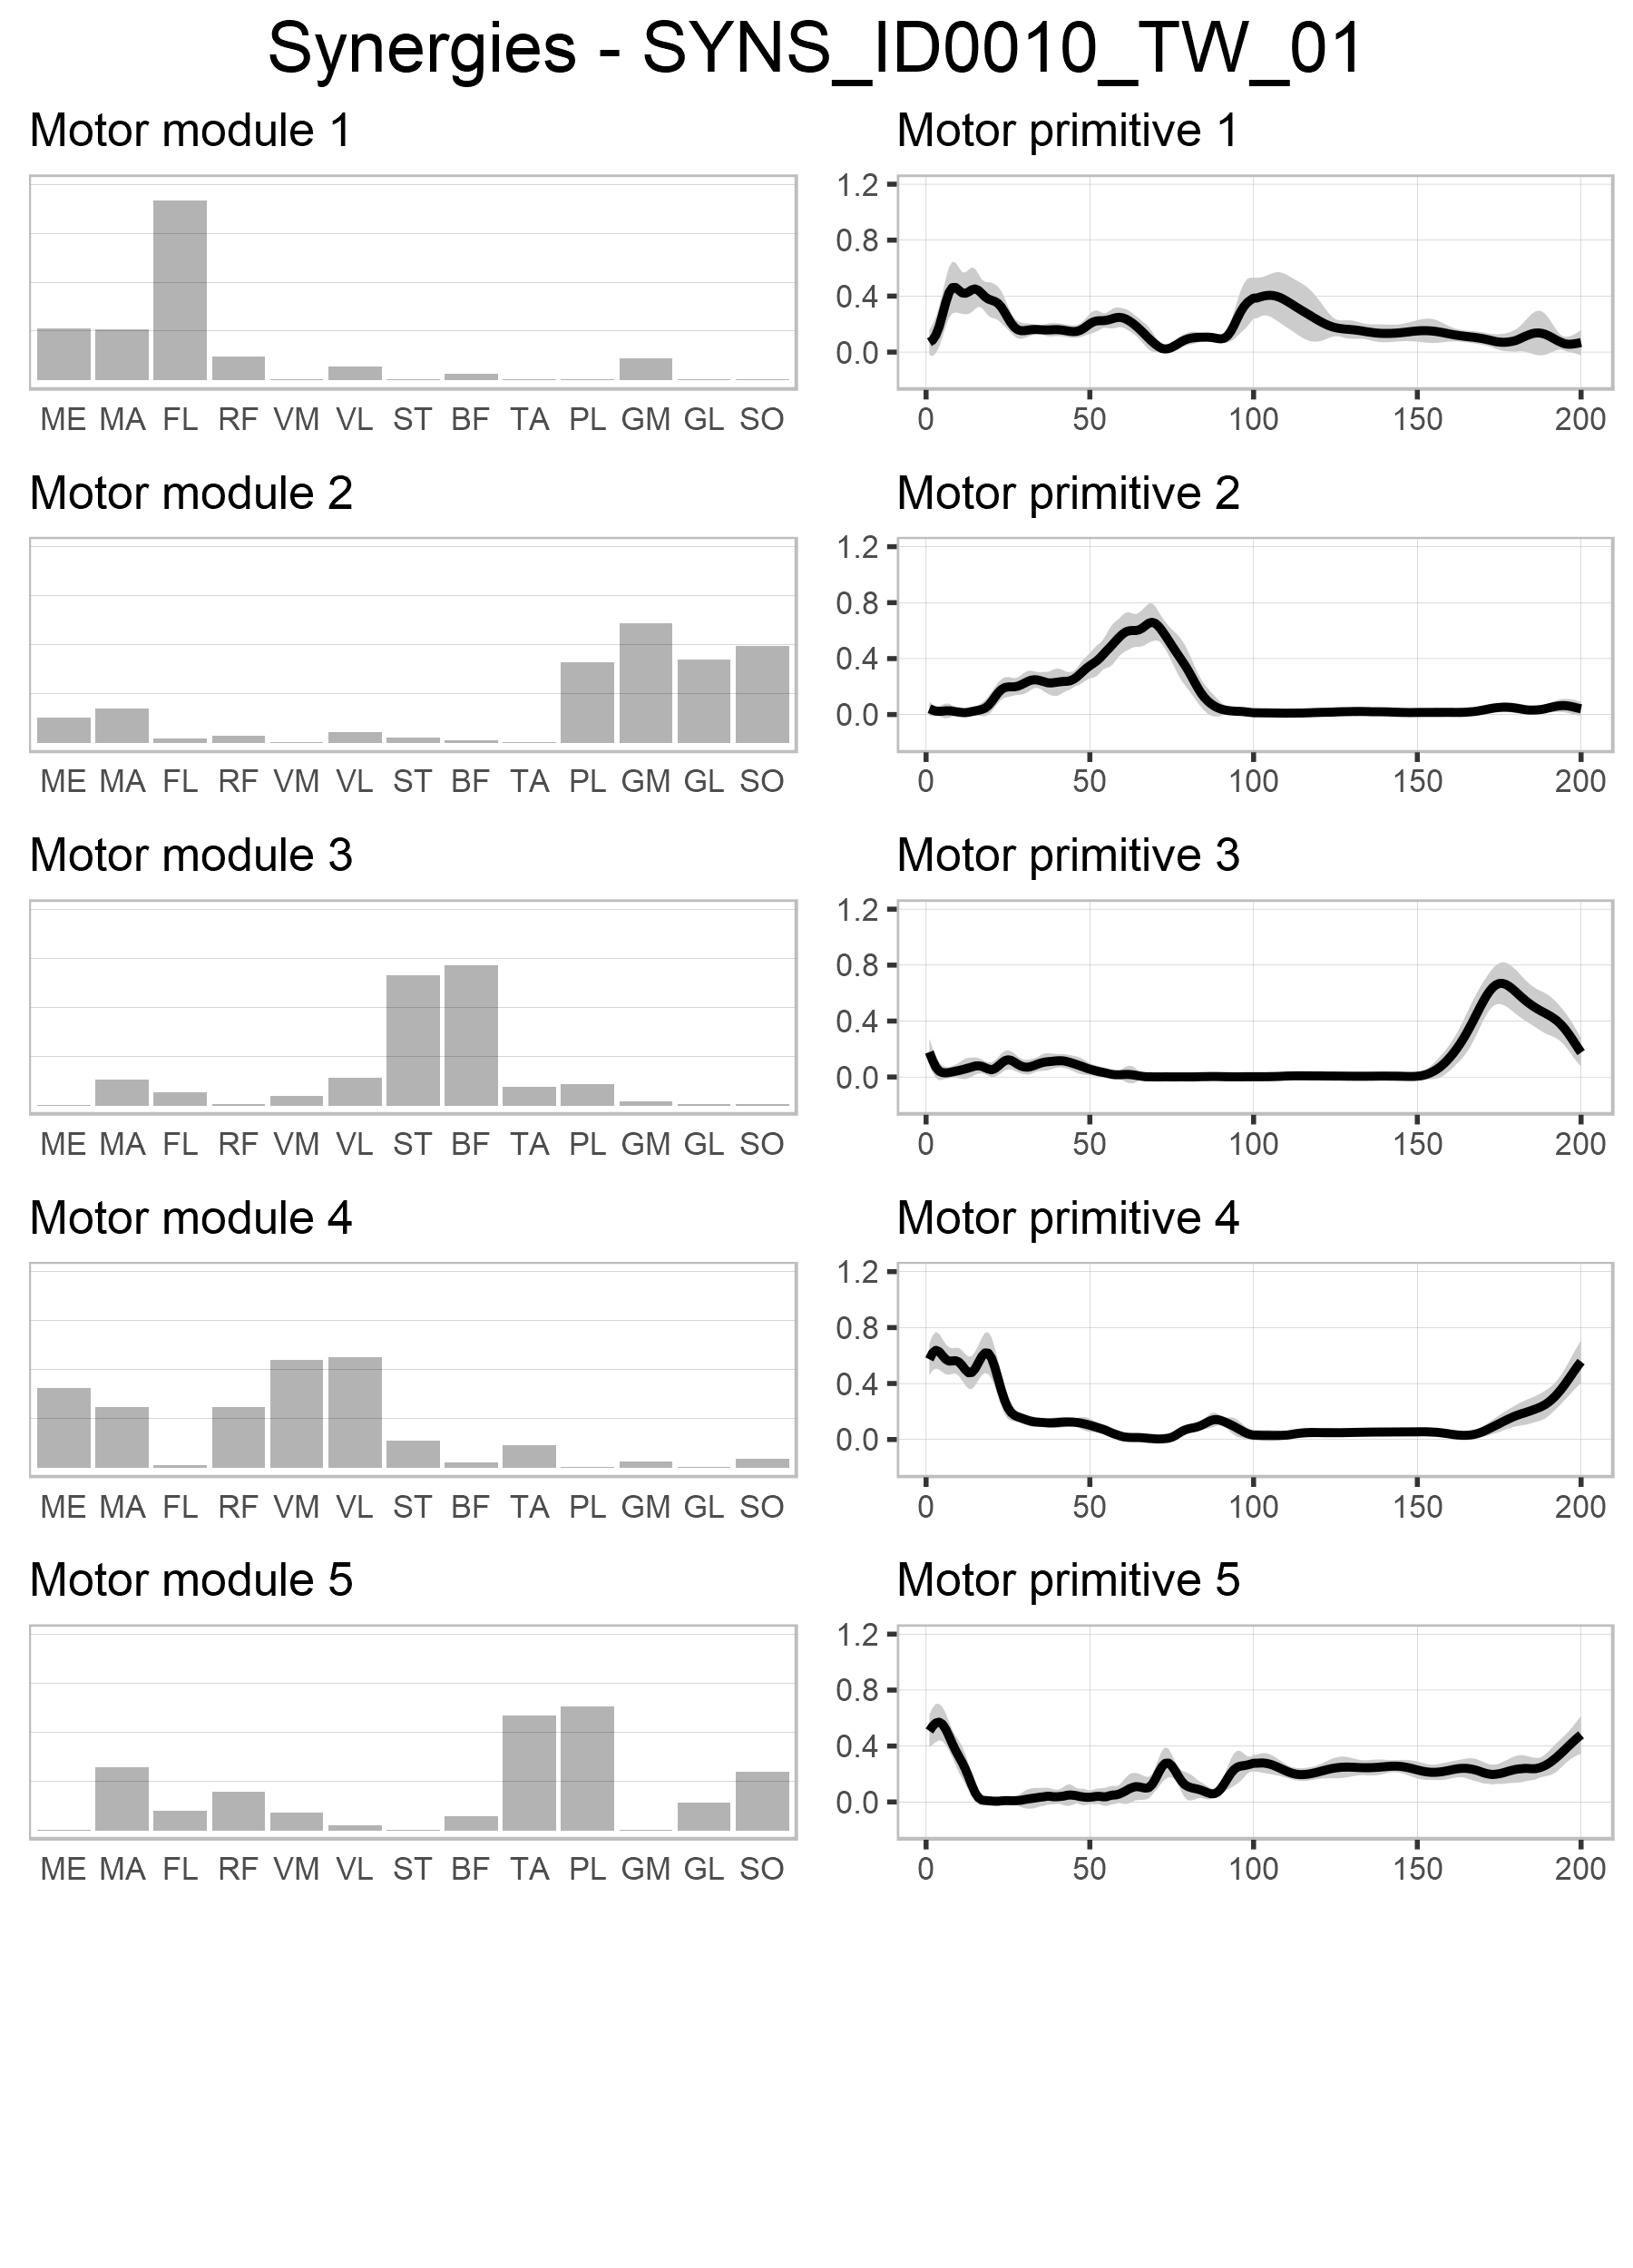 Synergies - SYNS_ID0010_TW_01
Motor module 1
Motor primitive 1
1.2
0.8
0.4
0.0
ME MA FL RF VM VL ST BF TA PL GM GL SO
0 50 100 150 200
Motor module 2
Motor primitive 2
1.2
0.8
0.4
0.0
ME MA FL RF VM VL ST BF TA PL GM GL SO
0 50 100 150 200
Motor module 3
Motor primitive 3
1.2
0.8
0.4
0.0
ME MA FL RF VM VL ST BF TA PL GM GL SO
0 50 100 150 200
Motor module 4
Motor primitive 4
1.2
0.8
0.4
0.0
ME MA FL RF VM VL ST BF TA PL GM GL SO
0 50 100 150 200
Motor module 5
Motor primitive 5
1.2
0.8
0.4
0.0
ME MA FL RF VM VL ST BF TA PL GM GL SO
0 50 100 150 200